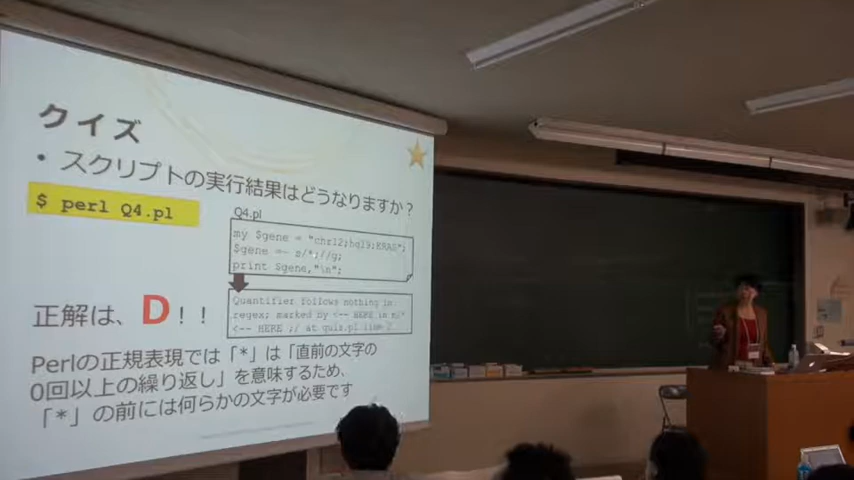 クイズ
• スクリプトの実行結果はどうなりますか？
$ perl Q4.pl
Q4.pl
my $gene = "chr12;hg19;KRAS";
$gene =~ s/*;//g;
print $gene,"\n";
Quantifier follows nothing in
regex; marked by <-- HERE in m/*
<-- HERE ;/ at quiz.pl line 2.
正解は、D！！
Perlの正規表現では「*」は「直前の文字の
0回以上の繰り返し」を意味するため、
「*」の前には何らかの文字が必要です